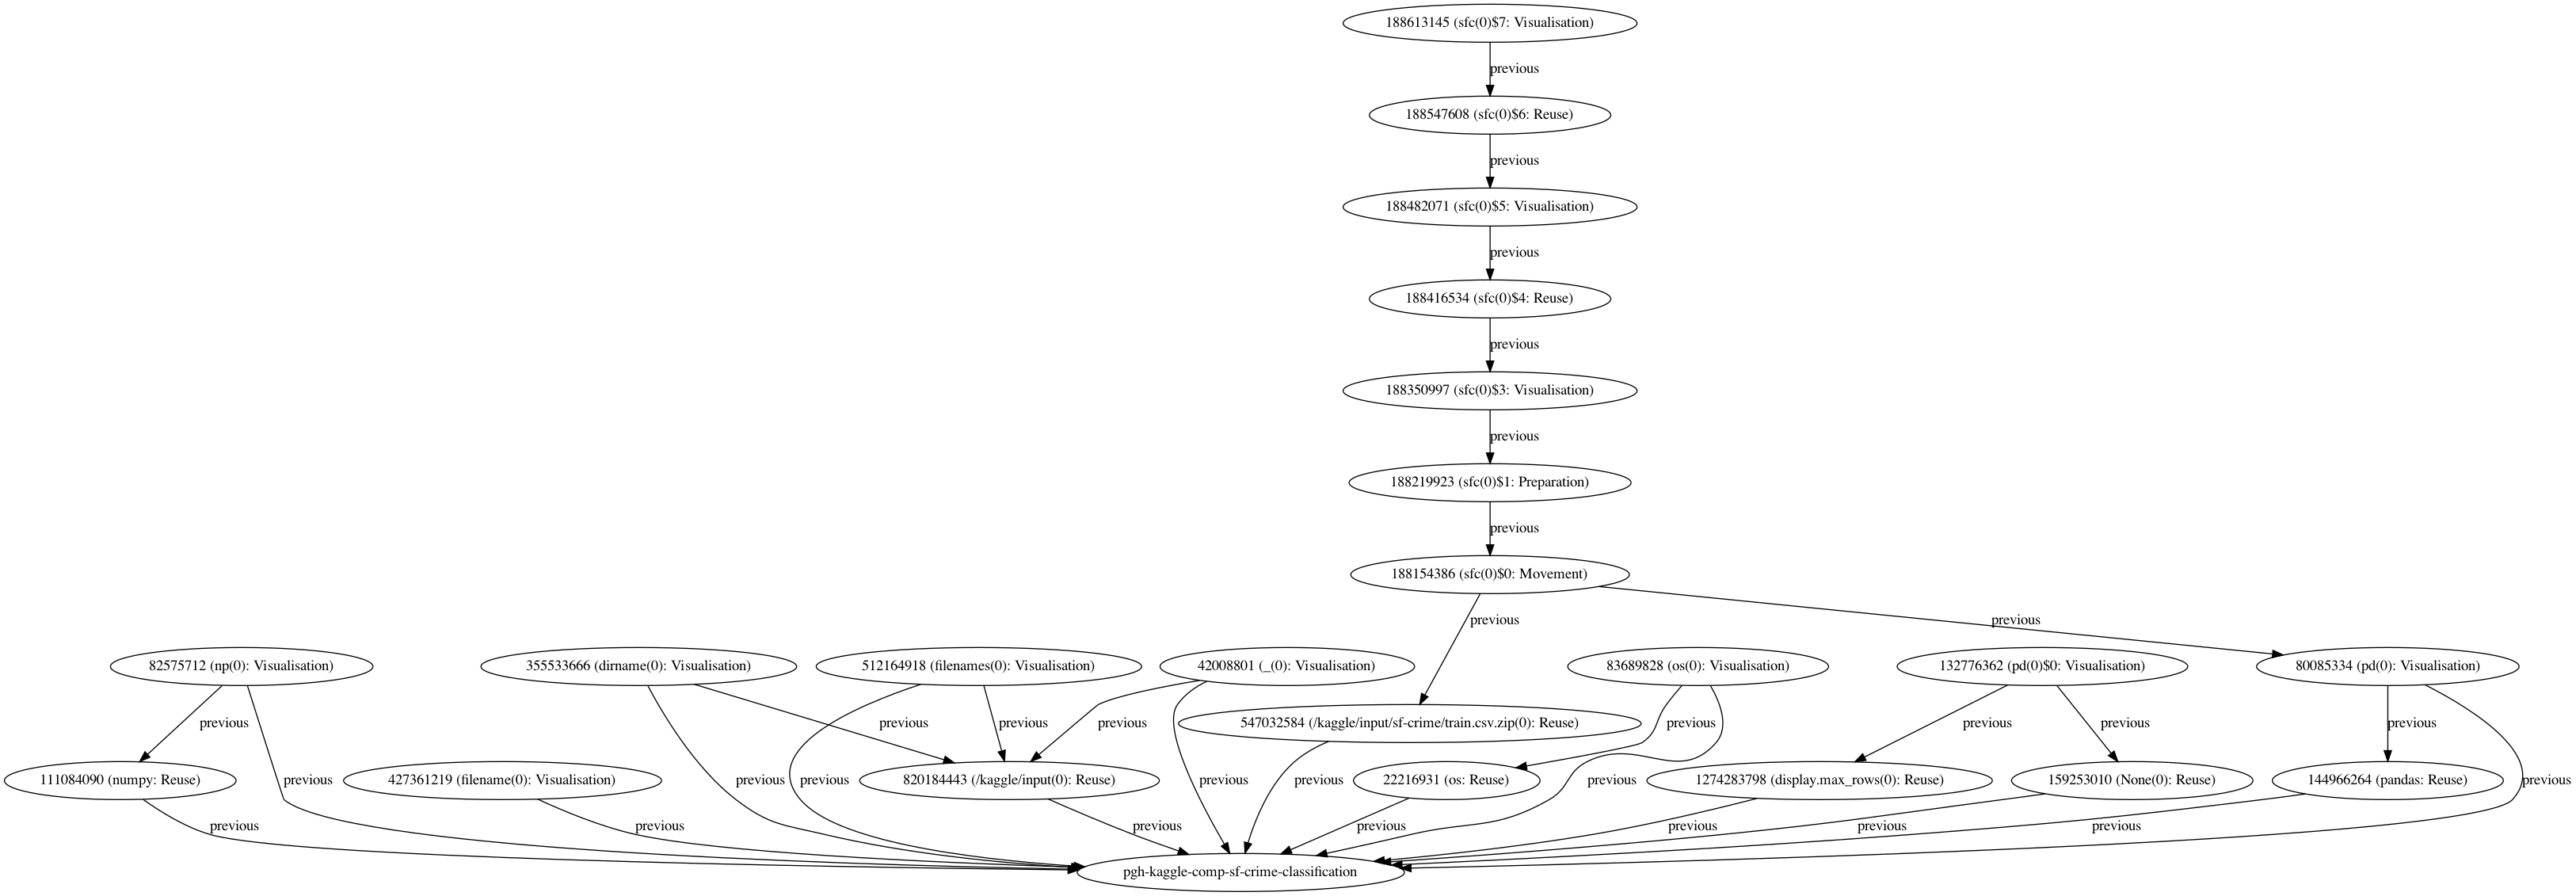 188613145 (sfc(0)$7: Visualisation)
previous
188547608 (sfc(0)$6: Reuse)
previous
188482071 (sfc(0)$5: Visualisation)
previous
188416534 (sfc(0)$4: Reuse)
previous
188350997 (sfc(0)$3: Visualisation)
previous
188219923 (sfc(0)$1: Preparation)
previous
188154386 (sfc(0)$0: Movement)
previous
previous
82575712 (np(0): Visualisation)
355533666 (dirname(0): Visualisation)
512164918 (filenames(0): Visualisation)
42008801 (_(0): Visualisation)
83689828 (os(0): Visualisation)
132776362 (pd(0)$0: Visualisation)
80085334 (pd(0): Visualisation)
previous
previous
previous
547032584 (/kaggle/input/sf-crime/train.csv.zip(0): Reuse)
previous
previous
previous
previous
111084090 (numpy: Reuse)
previous
427361219 (filename(0): Visualisation)
previous
previous
820184443 (/kaggle/input(0): Reuse)
previous
previous
22216931 (os: Reuse)
previous
1274283798 (display.max_rows(0): Reuse)
159253010 (None(0): Reuse)
144966264 (pandas: Reuse)
previous
previous
previous
previous
previous
previous
previous
previous
pgh-kaggle-comp-sf-crime-classification